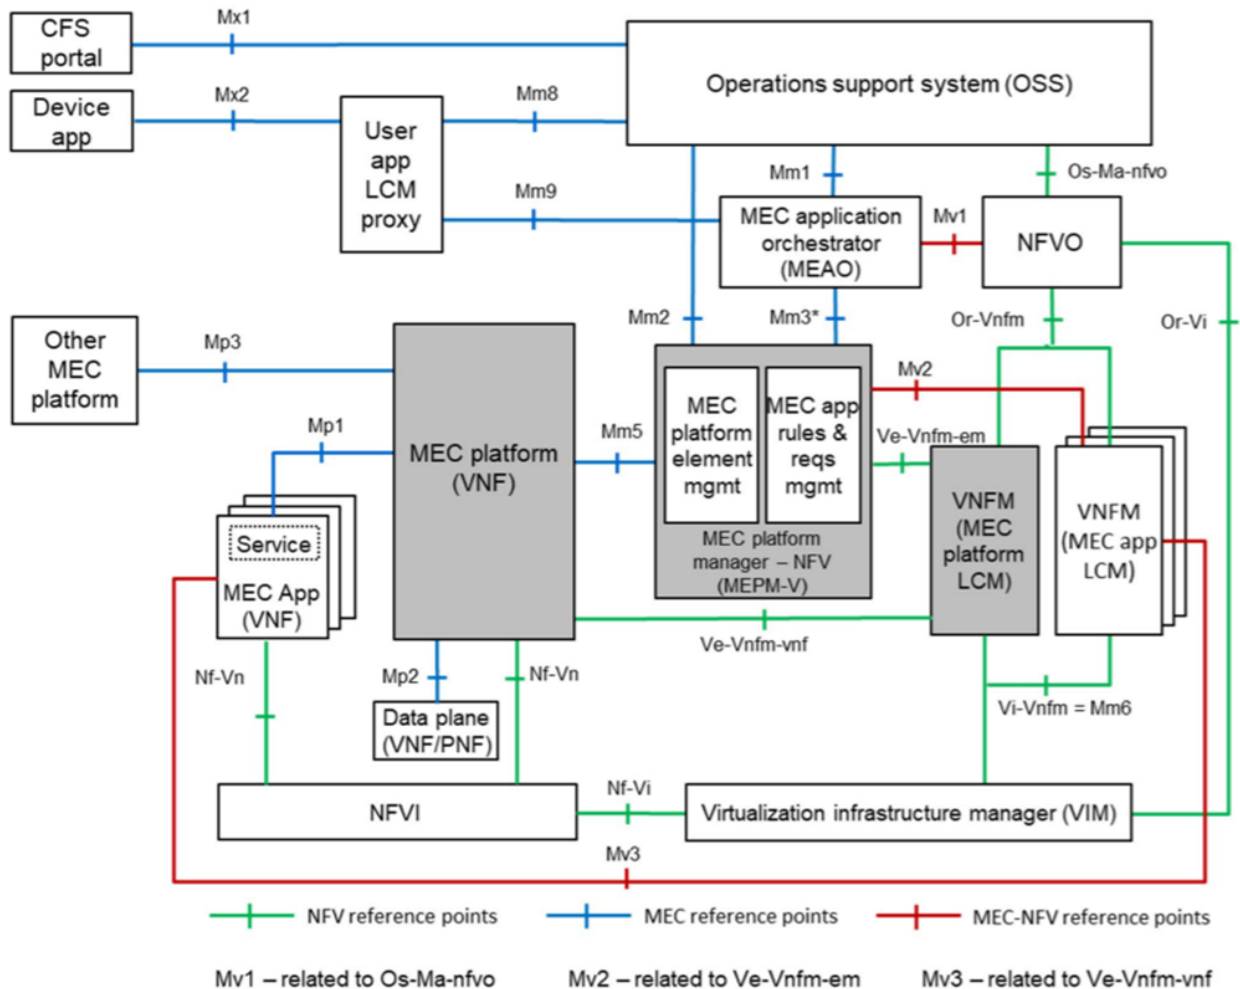 CFS
portal
Mx1
Operations support system (OSS)
Device
app
Mx2
User
app
LCM
proxy
Mm8
Mm9
Mm1
Os-Ma-nfvo
MEC application
orchestrator
(MEAO)
Mv1
NFVO
Mm2
Mm3*
Or-Vnfm
Or-Vi
Other
MEC
platform
Mp3
MEC platform
(VNF)
Mp1
Mm5
MEC
platform
element
mgmt
MEC app
rules &
reqs
mgmt
MEC platform
manager – NFV
(MEPM-V)
Mv2
Ve-Vnfm-em
VNFM
(MEC
platform
LCM)
VNFM
(MEC app
LCM)
Service
MEC App
(VNF)
Ve-Vnfm-vnf
Nf-Vn
Mp2
Nf-Vn
Data plane
(VNF/PNF)
Vi-Vnfm = Mm6
NFVI
Nf-Vi
Virtualization infrastructure manager (VIM)
Mv3
NFV reference points
MEC reference points
MEC-NFV reference points
Mv1 – related to Os-Ma-nfvo
Mv2 – related to Ve-Vnfm-em
Mv3 – related to Ve-Vnfm-vnf